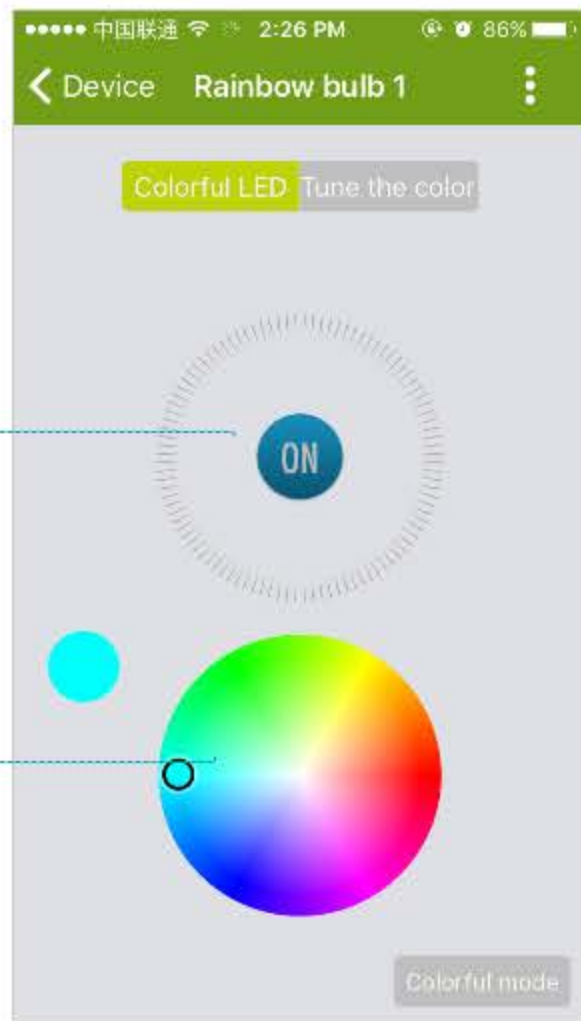 中国联通 2:26 PM 86%
Device Rainbow bulb 1
Colorful LED Tune the color
ON
Colorful mode